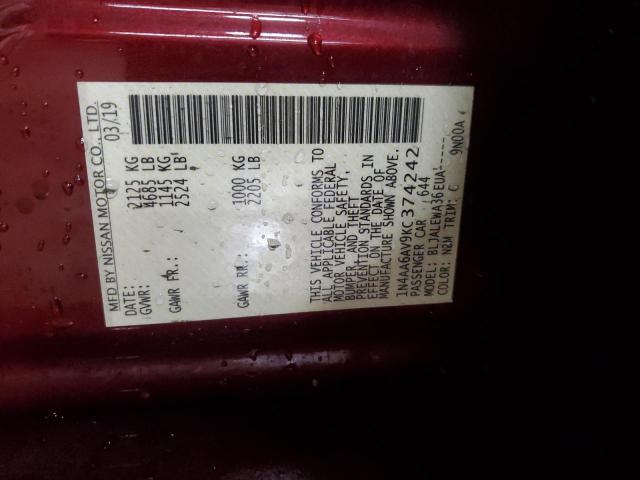 MFD BY NISSAN MOTOR CO., LTD.
DATE: 03/19
GVWR: 2125 KG
4685 LB
GAWR FR.: 1145 KG
2524 LB
GAWR RR.: 1000 KG
2205 LB
THIS VEHICLE CONFORMS TO
ALL APPLICABLE FEDERAL
MOTOR VEHICLE SAFETY,
BUMPER AND THEFT
PREVENTION STANDARDS IN
EFFECT ON THE DATE OF
MANUFACTURE SHOWN ABOVE.
1N4AA6AV9KC374242
PASSENGER CAR 644
MODEL: BLJALEWA36EUA-----
COLOR: TRIM: 9N00A